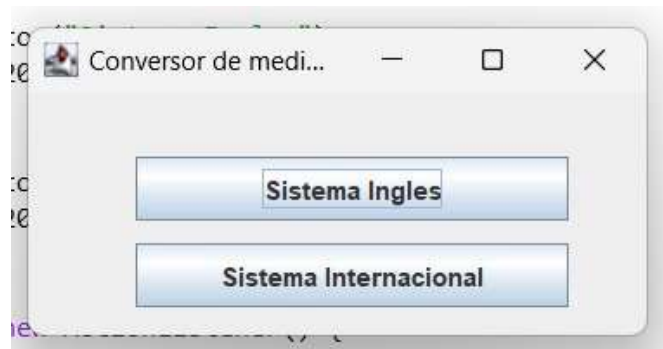 Conversor de medi...
Sistema Ingles
Sistema Internacional